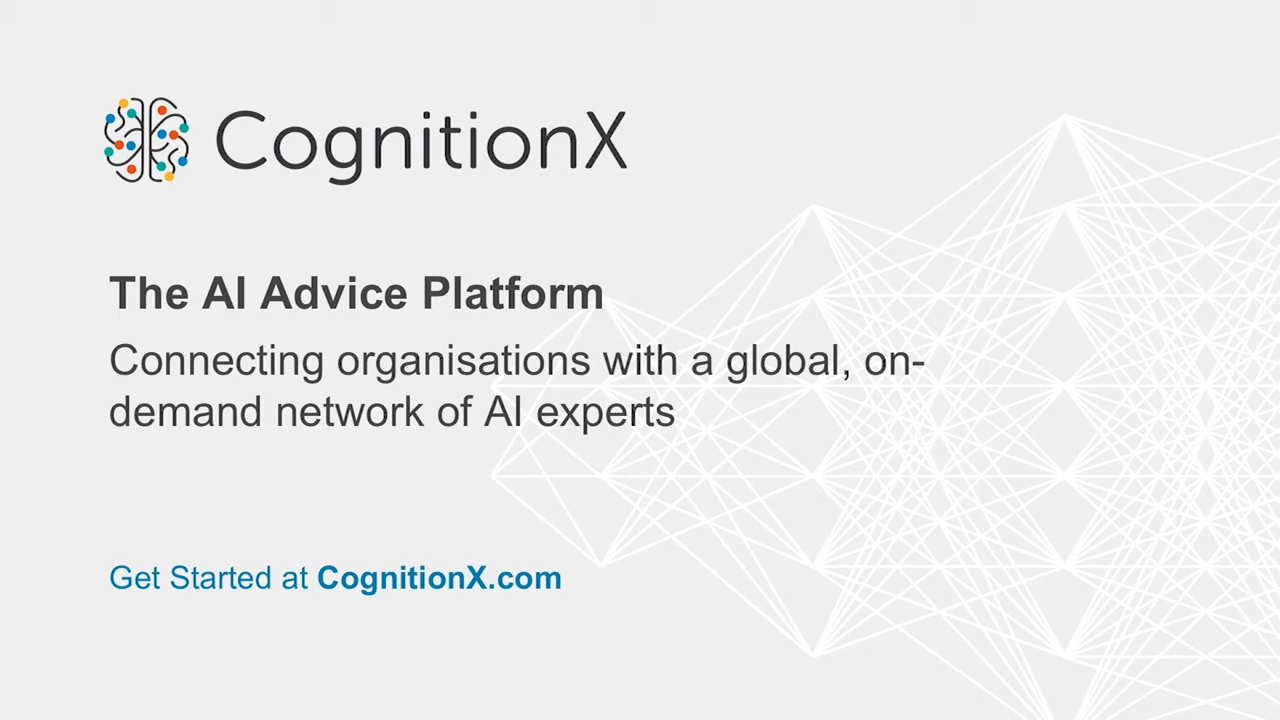 CognitionX
The AI Advice Platform
Connecting organisations with a global, on-
demand network of AI experts
Get Started at CognitionX.com